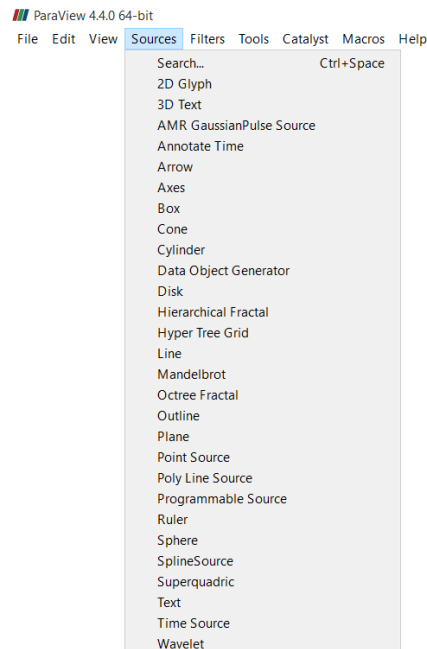 ParaView 4.4.0 64-bit
File Edit View Sources Filters Tools Catalyst Macros Help
Search... Ctrl+Space
2D Glyph
3D Text
AMR GaussianPulse Source
Annotate Time
Arrow
Axes
Box
Cone
Cylinder
Data Object Generator
Disk
Hierarchical Fractal
Hyper Tree Grid
Line
Mandelbrot
Octree Fractal
Outline
Plane
Point Source
Poly Line Source
Programmable Source
Ruler
Sphere
SplineSource
Superquadric
Text
Time Source
Wavelet